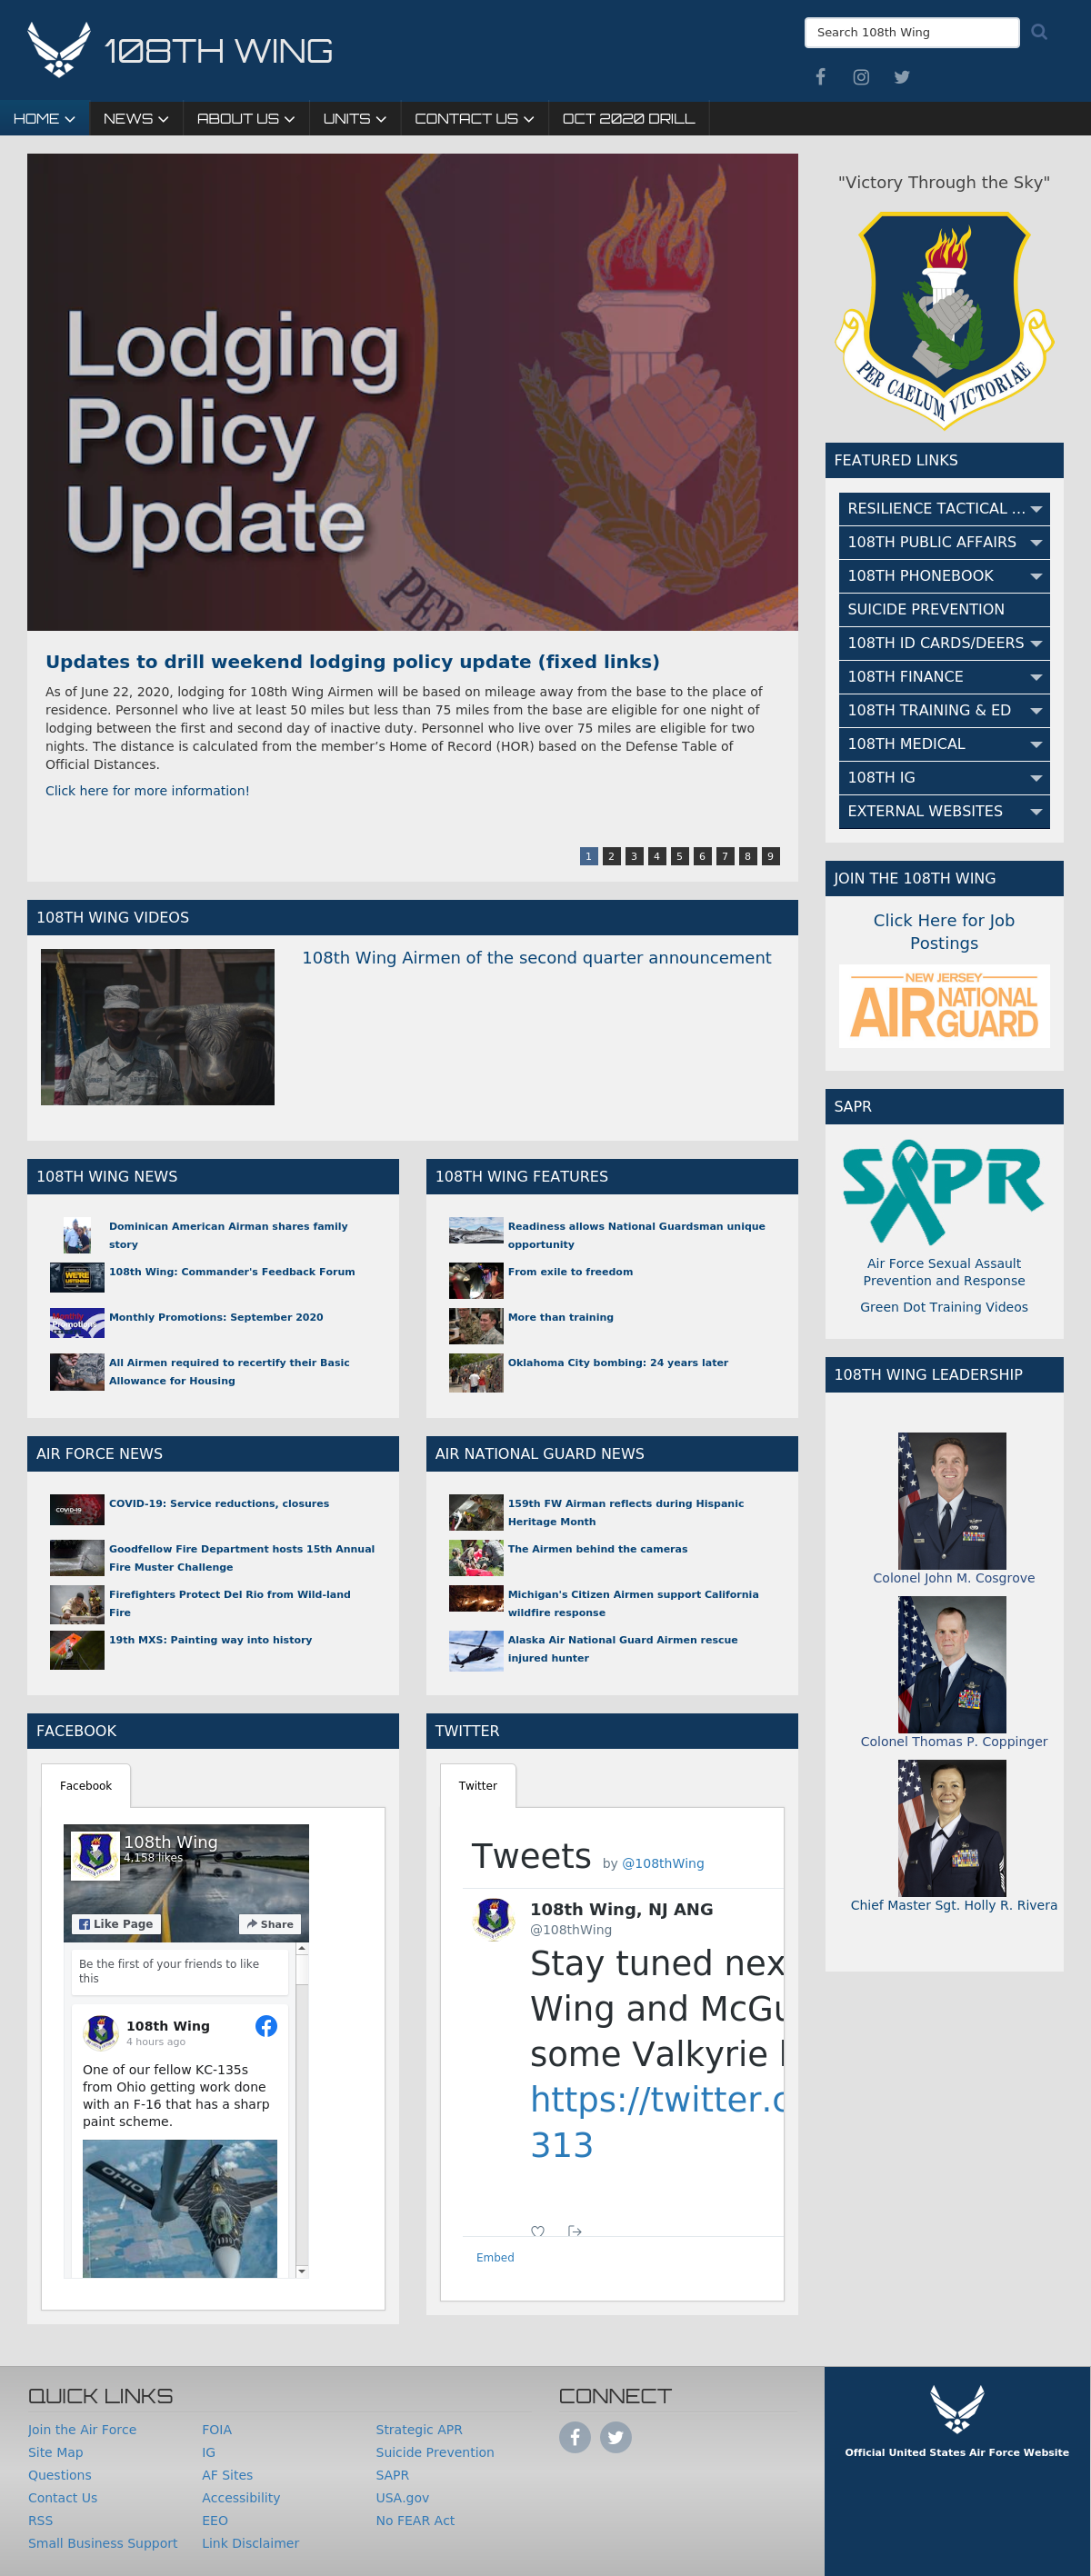 108TH WING
Search 108th Wing
HOME
NEWS
ABOUT US
UNITS
CONTACT US
OCT 2020 DRILL
Lodging
Policy
Update
Updates to drill weekend lodging policy update (fixed links)
As of June 22, 2020, lodging for 108th Wing Airmen will be based on mileage away from the base to the place of
residence. Personnel who live at least 50 miles but less than 75 miles from the base are eligible for one night of
lodging between the first and second day of inactive duty. Personnel who live over 75 miles are eligible for two
nights. The distance is calculated from the member’s Home of Record (HOR) based on the Defense Table of
Official Distances.
Click here for more information!
1 2 3 4 5 6 7 8 9
108TH WING VIDEOS
108th Wing Airmen of the second quarter announcement
108TH WING NEWS
Dominican American Airman shares family
story
WE'RE
LISTENING
108th Wing: Commander's Feedback Forum
Monthly
Promotions
Monthly Promotions: September 2020
All Airmen required to recertify their Basic
Allowance for Housing
108TH WING FEATURES
Readiness allows National Guardsman unique
opportunity
From exile to freedom
More than training
Oklahoma City bombing: 24 years later
AIR FORCE NEWS
COVID-19
COVID-19: Service reductions, closures
Goodfellow Fire Department hosts 15th Annual
Fire Muster Challenge
Firefighters Protect Del Rio from Wild-land
Fire
19th MXS: Painting way into history
AIR NATIONAL GUARD NEWS
159th FW Airman reflects during Hispanic
Heritage Month
The Airmen behind the cameras
Michigan's Citizen Airmen support California
wildfire response
Alaska Air National Guard Airmen rescue
injured hunter
FACEBOOK
Facebook
108th Wing
4,158 likes
Like Page
Share
Be the first of your friends to like
this
108th Wing
4 hours ago
One of our fellow KC-135s
from Ohio getting work done
with an F-16 that has a sharp
paint scheme.
OHIO
TWITTER
Twitter
Tweets by @108thWing
108th Wing, NJ ANG
@108thWing
Stay tuned nex
Wing and McGu
some Valkyrie
https://twitter.c
313
Embed
"Victory Through the Sky"
PER CAELUM VICTORIAE
FEATURED LINKS
RESILIENCE TACTICAL ...
108TH PUBLIC AFFAIRS
108TH PHONEBOOK
SUICIDE PREVENTION
108TH ID CARDS/DEERS
108TH FINANCE
108TH TRAINING & ED
108TH MEDICAL
108TH IG
EXTERNAL WEBSITES
JOIN THE 108TH WING
Click Here for Job
Postings
NEW JERSEY
AIR NATIONAL
GUARD
SAPR
SAPR
Air Force Sexual Assault
Prevention and Response
Green Dot Training Videos
108TH WING LEADERSHIP
Colonel John M. Cosgrove
Colonel Thomas P. Coppinger
Chief Master Sgt. Holly R. Rivera
QUICK LINKS
Join the Air Force
Site Map
Questions
Contact Us
RSS
Small Business Support
FOIA
IG
AF Sites
Accessibility
EEO
Link Disclaimer
Strategic APR
Suicide Prevention
SAPR
USA.gov
No FEAR Act
CONNECT
Official United States Air Force Website